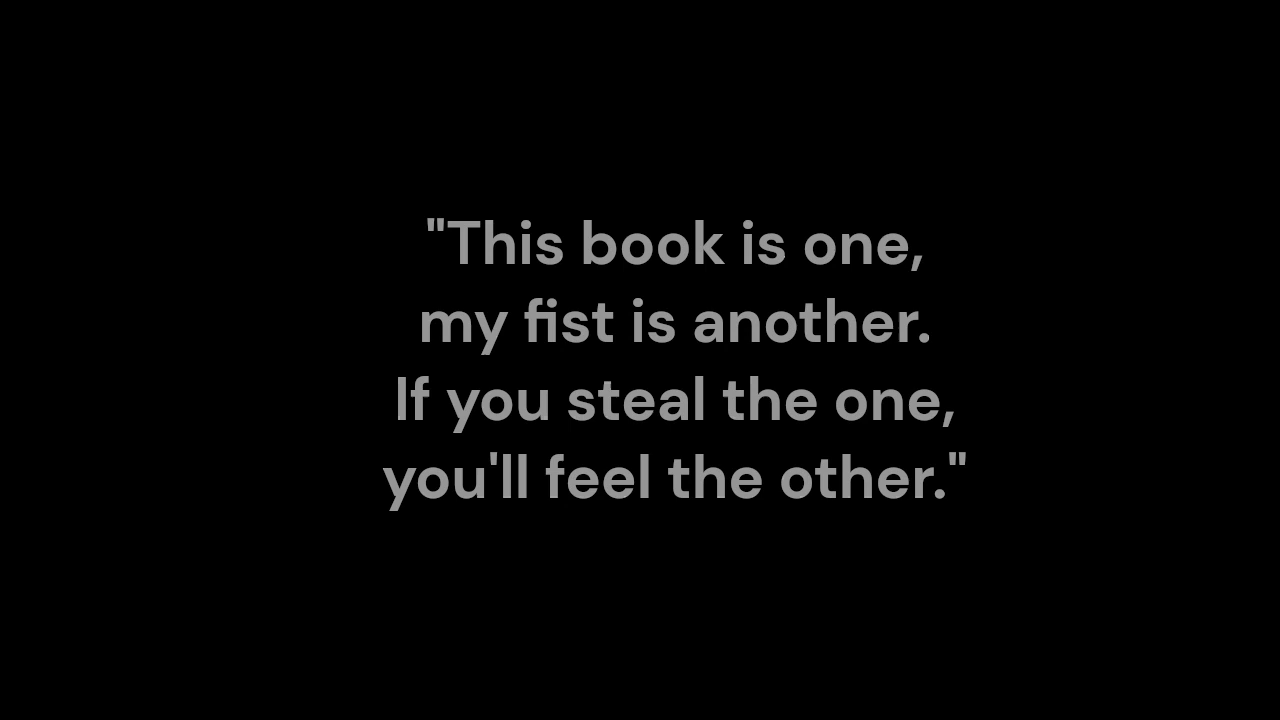 "This book is one,
my fist is another.
If you steal the one,
you'll feel the other."